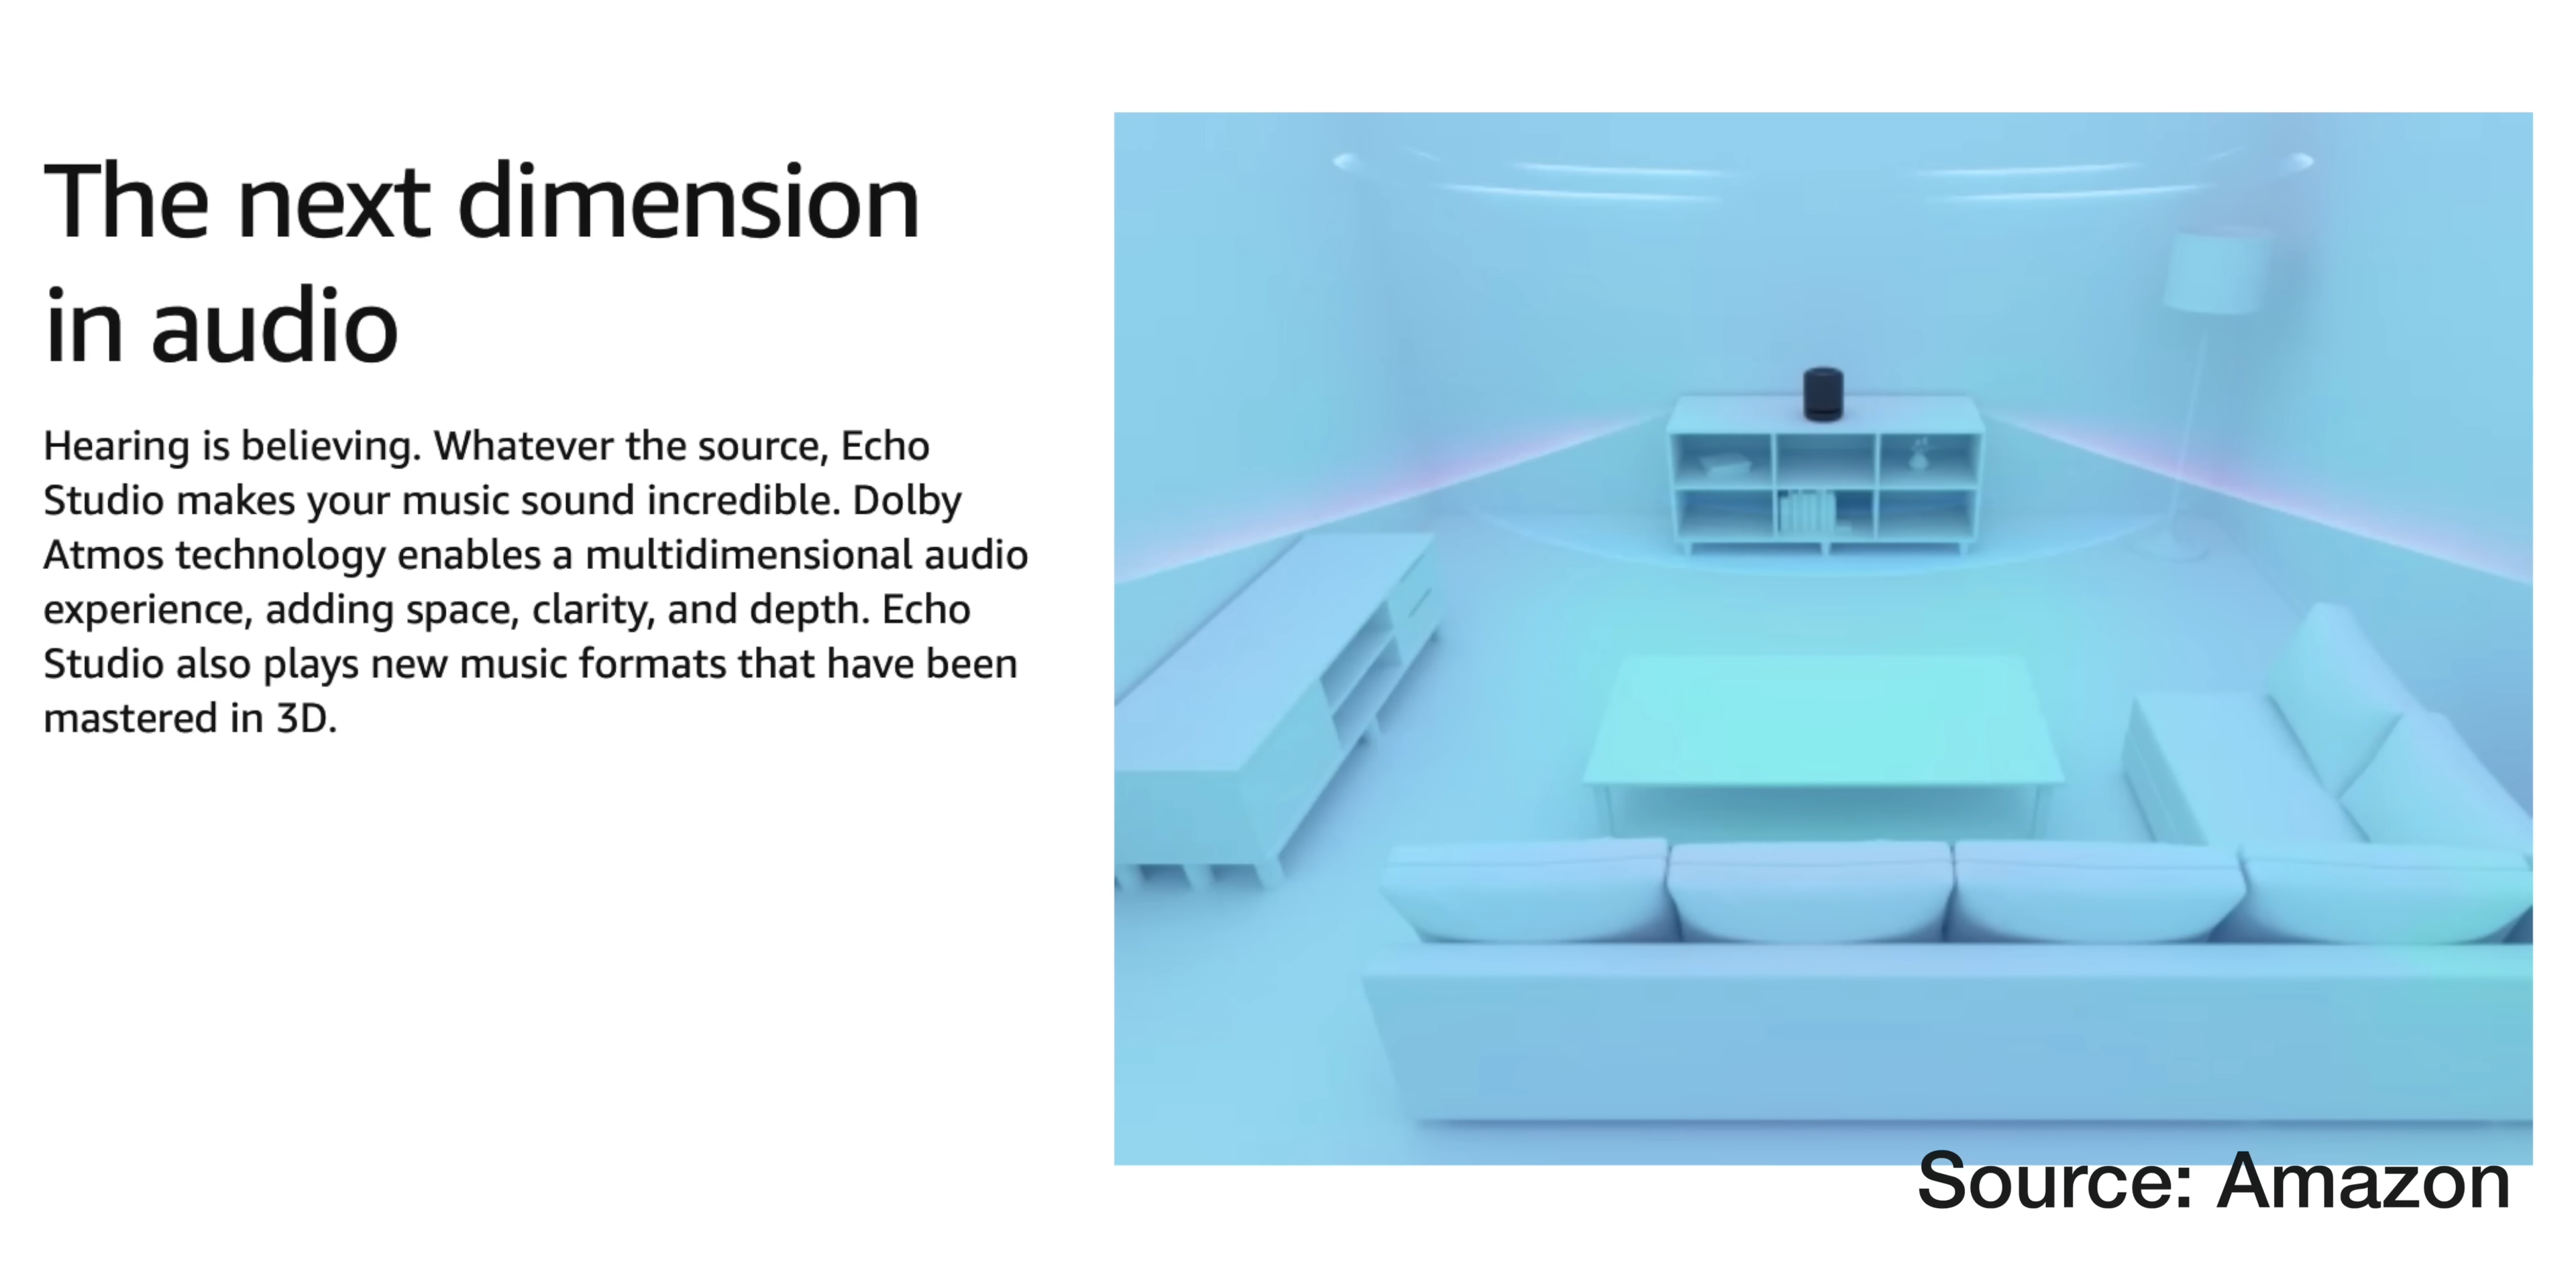 The next dimension
in audio
Hearing is believing. Whatever the source, Echo
Studio makes your music sound incredible. Dolby
Atmos technology enables a multidimensional audio
experience, adding space, clarity, and depth. Echo
Studio also plays new music formats that have been
mastered in 3D.
Source: Amazon